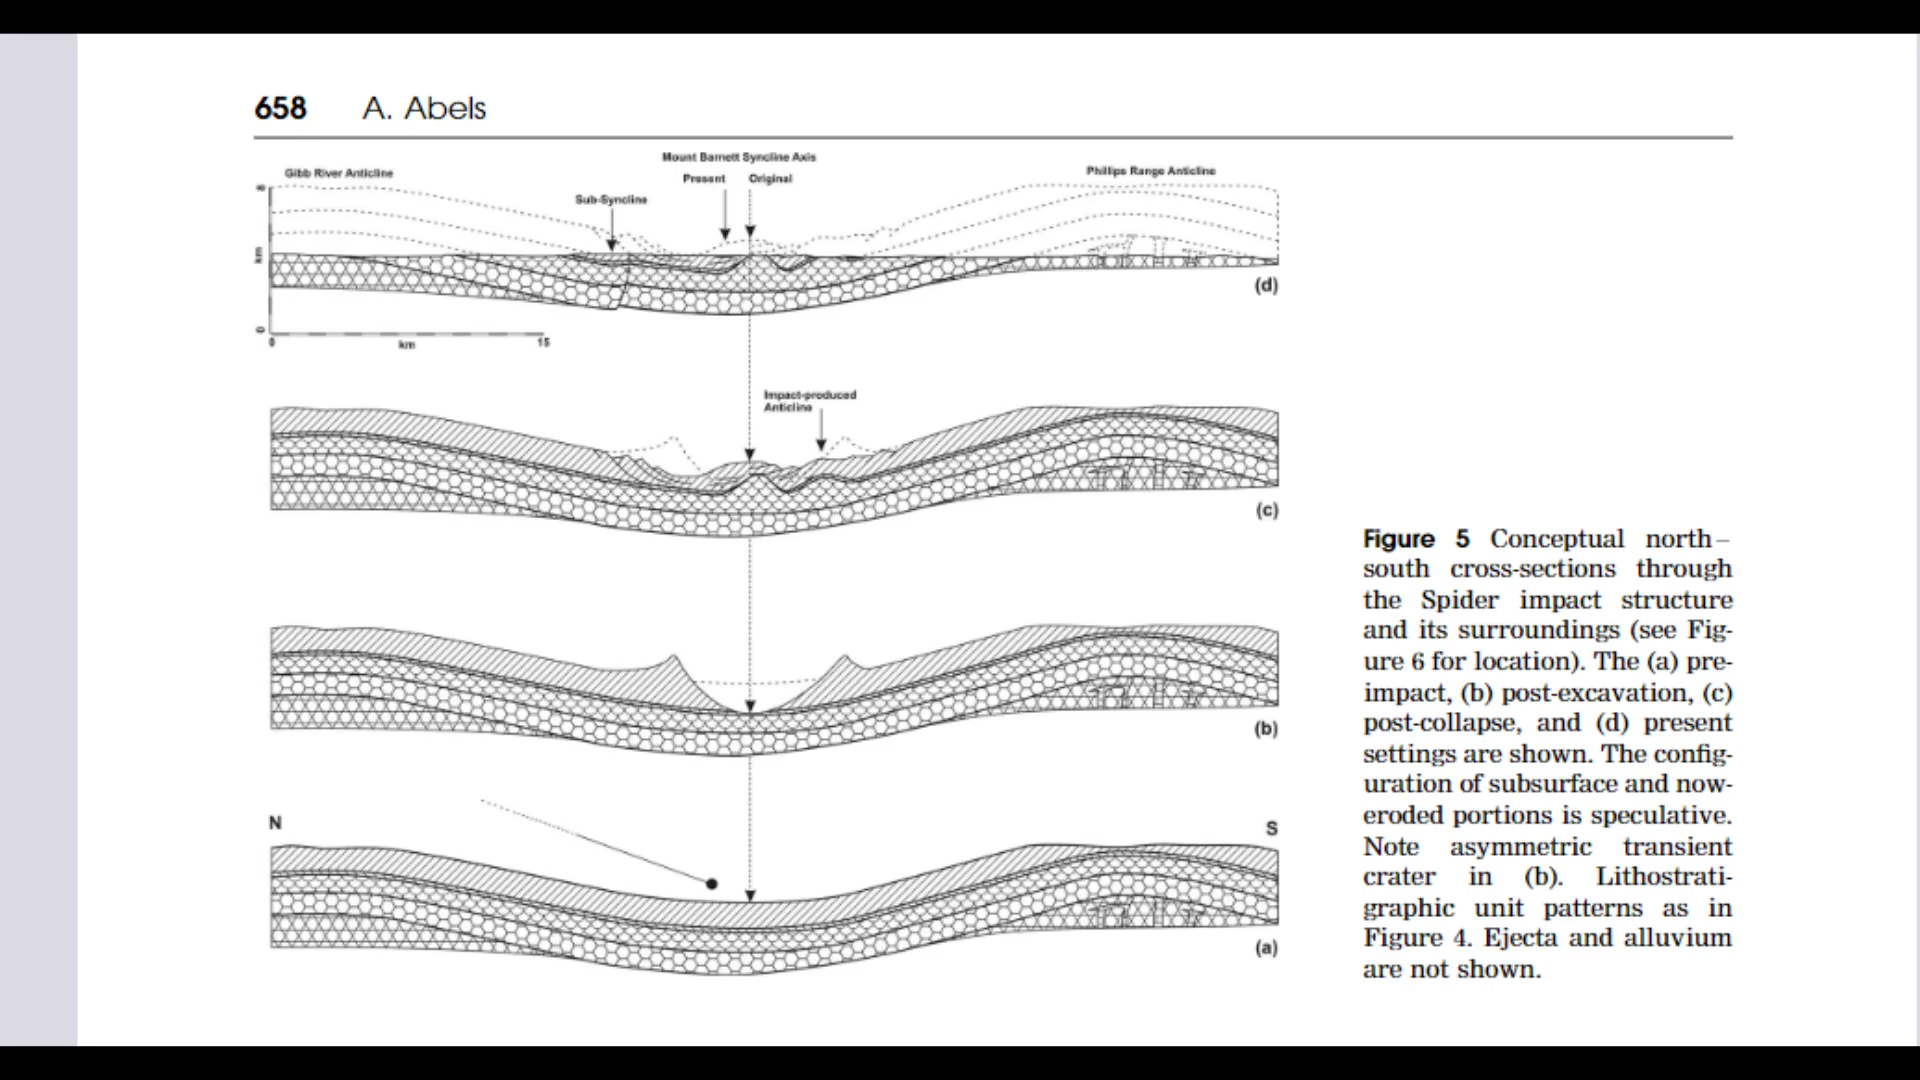 658 A. Abels
Mount Barnett Syncline Axis
Gibb River Anticline
Phillips Range Anticline
Present Original
Sub-Syncline
km
0
(d)
0 km 15
Impact-produced
Anticline
(c)
(b)
N
S
(a)
Figure 5 Conceptual north–
south cross-sections through
the Spider impact structure
and its surroundings (see Fig-
ure 6 for location). The (a) pre-
impact, (b) post-excavation, (c)
post-collapse, and (d) present
settings are shown. The config-
uration of subsurface and now-
eroded portions is speculative.
Note asymmetric transient
crater in (b). Lithostrati-
graphic unit patterns as in
Figure 4. Ejecta and alluvium
are not shown.